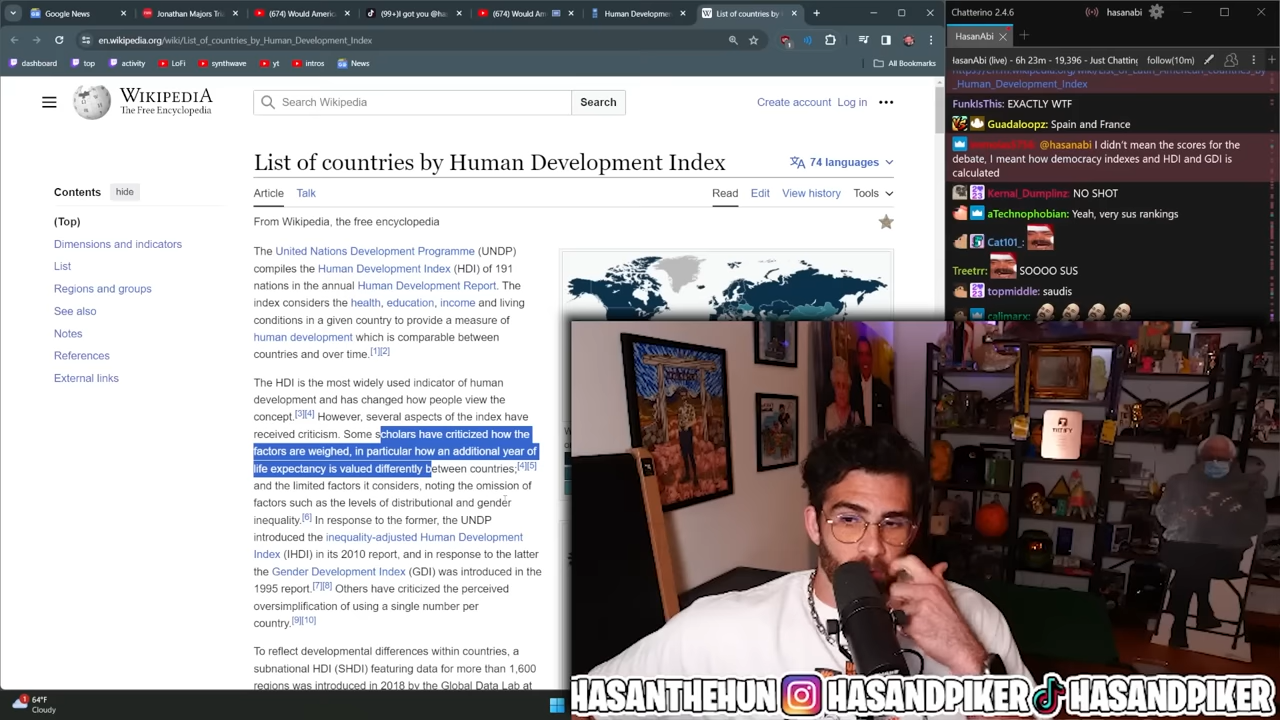 Google News
Jonathan Majors Tri
(674) Would Americ
(99+)I got you @ha
(674) Would Am
Human Developmen
List of countries by
Chatterino 2.4.6
hasanabi
en.wikipedia.org/wiki/List_of_countries_by_Human_Development_Index
HasanAbi
dashboard
top
activity
LoFi
synthwave
yt
intros
News
All Bookmarks
HasanAbi (live) - 6h 23m - 19,396 - Just Chatting
follow(10m)
WIKIPEDIA
The Free Encyclopedia
Search Wikipedia
Search
Create account
Log in
List of countries by Human Development Index
74 languages
Contents
hide
Article
Talk
Read
Edit
View history
Tools
(Top)
Dimensions and indicators
List
Regions and groups
See also
Notes
References
External links
From Wikipedia, the free encyclopedia
The United Nations Development Programme (UNDP)
compiles the Human Development Index (HDI) of 191
nations in the annual Human Development Report. The
index considers the health, education, income and living
conditions in a given country to provide a measure of
human development which is comparable between
countries and over time.[1][2]
The HDI is the most widely used indicator of human
development and has changed how people view the
concept.[3][4] However, several aspects of the index have
received criticism. Some scholars have criticized how the
factors are weighed, in particular how an additional year of
life expectancy is valued differently between countries;[4][5]
and the limited factors it considers, noting the omission of
factors such as the levels of distributional and gender
inequality.[6] In response to the former, the UNDP
introduced the inequality-adjusted Human Development
Index (IHDI) in its 2010 report, and in response to the latter
the Gender Development Index (GDI) was introduced in the
1995 report.[7][8] Others have criticized the perceived
oversimplification of using a single number per
country.[9][10]
To reflect developmental differences within countries, a
subnational HDI (SHDI) featuring data for more than 1,600
regions was introduced in 2018 by the Global Data Lab at
_Human_Development_Index
FunkIsThis: EXACTLY WTF
Guadaloopz: Spain and France
@hasanabi I didn't mean the scores for the
debate, I meant how democracy indexes and HDI and GDI is
calculated
Kernal_Dumplinz: NO SHOT
aTechnophobian: Yeah, very sus rankings
Cat101_:
Treetrr: SOOOO SUS
topmiddle: saudis
calimarx:
64°F
Cloudy
HASANTHEHUN
HASANDPIKER
HASANDPIKER